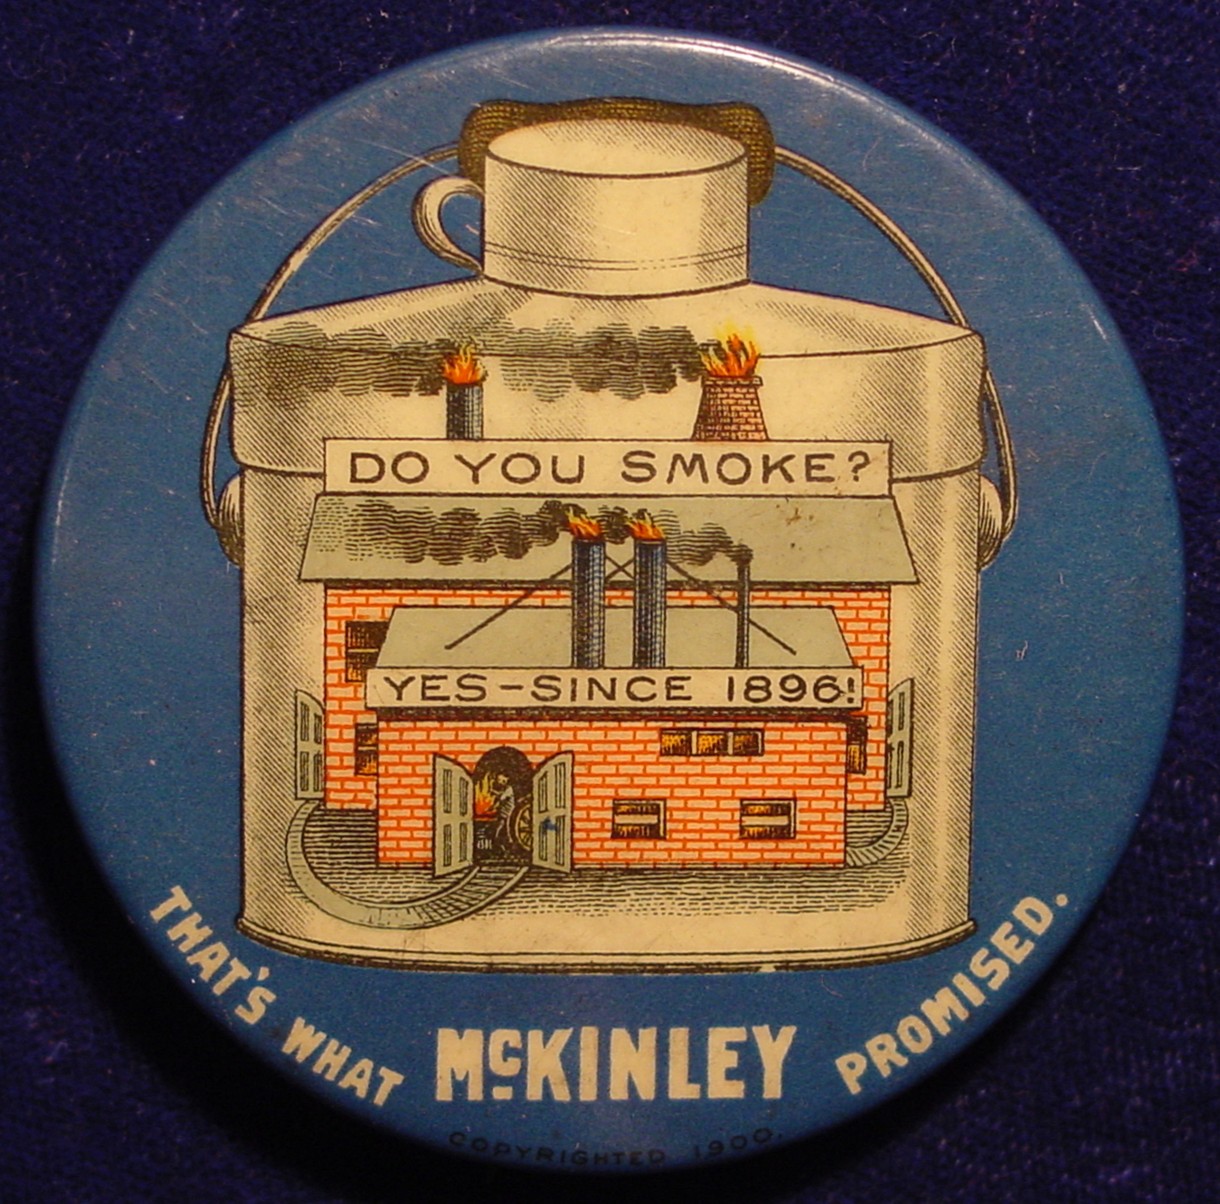 DO YOU SMOKE?
YES-SINCE 1896!
THAT'S WHAT McKINLEY PROMISED.
COPYRIGHTED 1900.